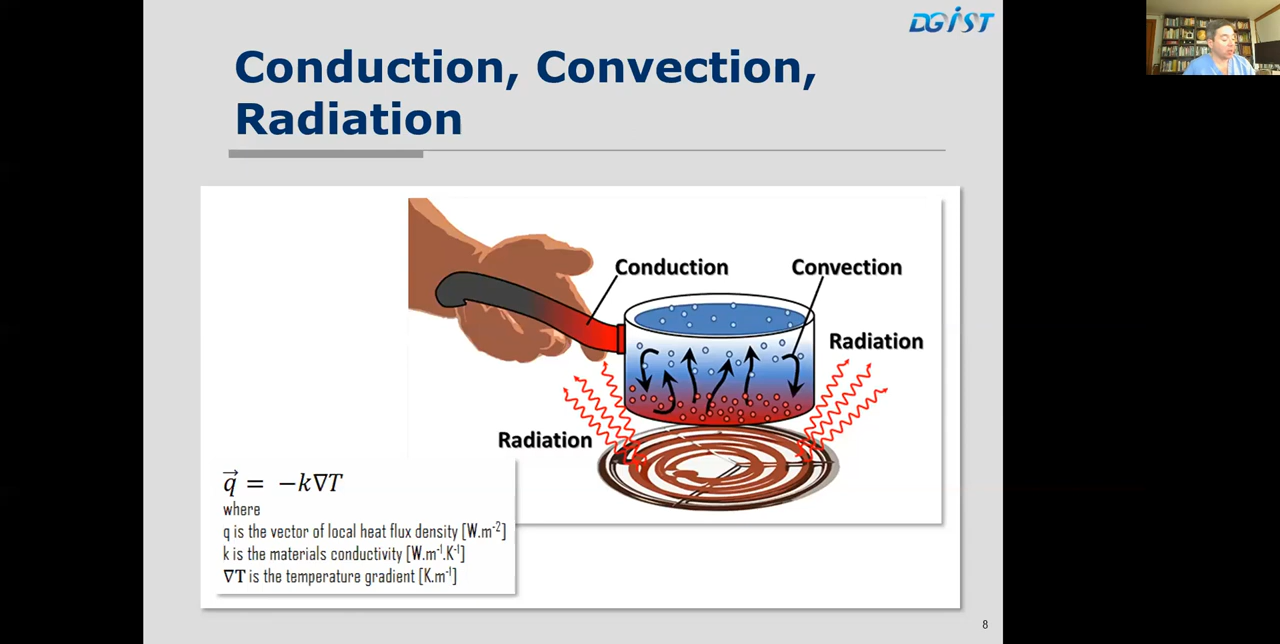 DGIST
Conduction, Convection,
Radiation
Conduction
Convection
Radiation
Radiation
q⃗ = −k∇T
where
q is the vector of local heat flux density [W.m⁻²]
k is the materials conductivity [W.m⁻¹.K⁻¹]
∇T is the temperature gradient [K.m⁻¹]
8